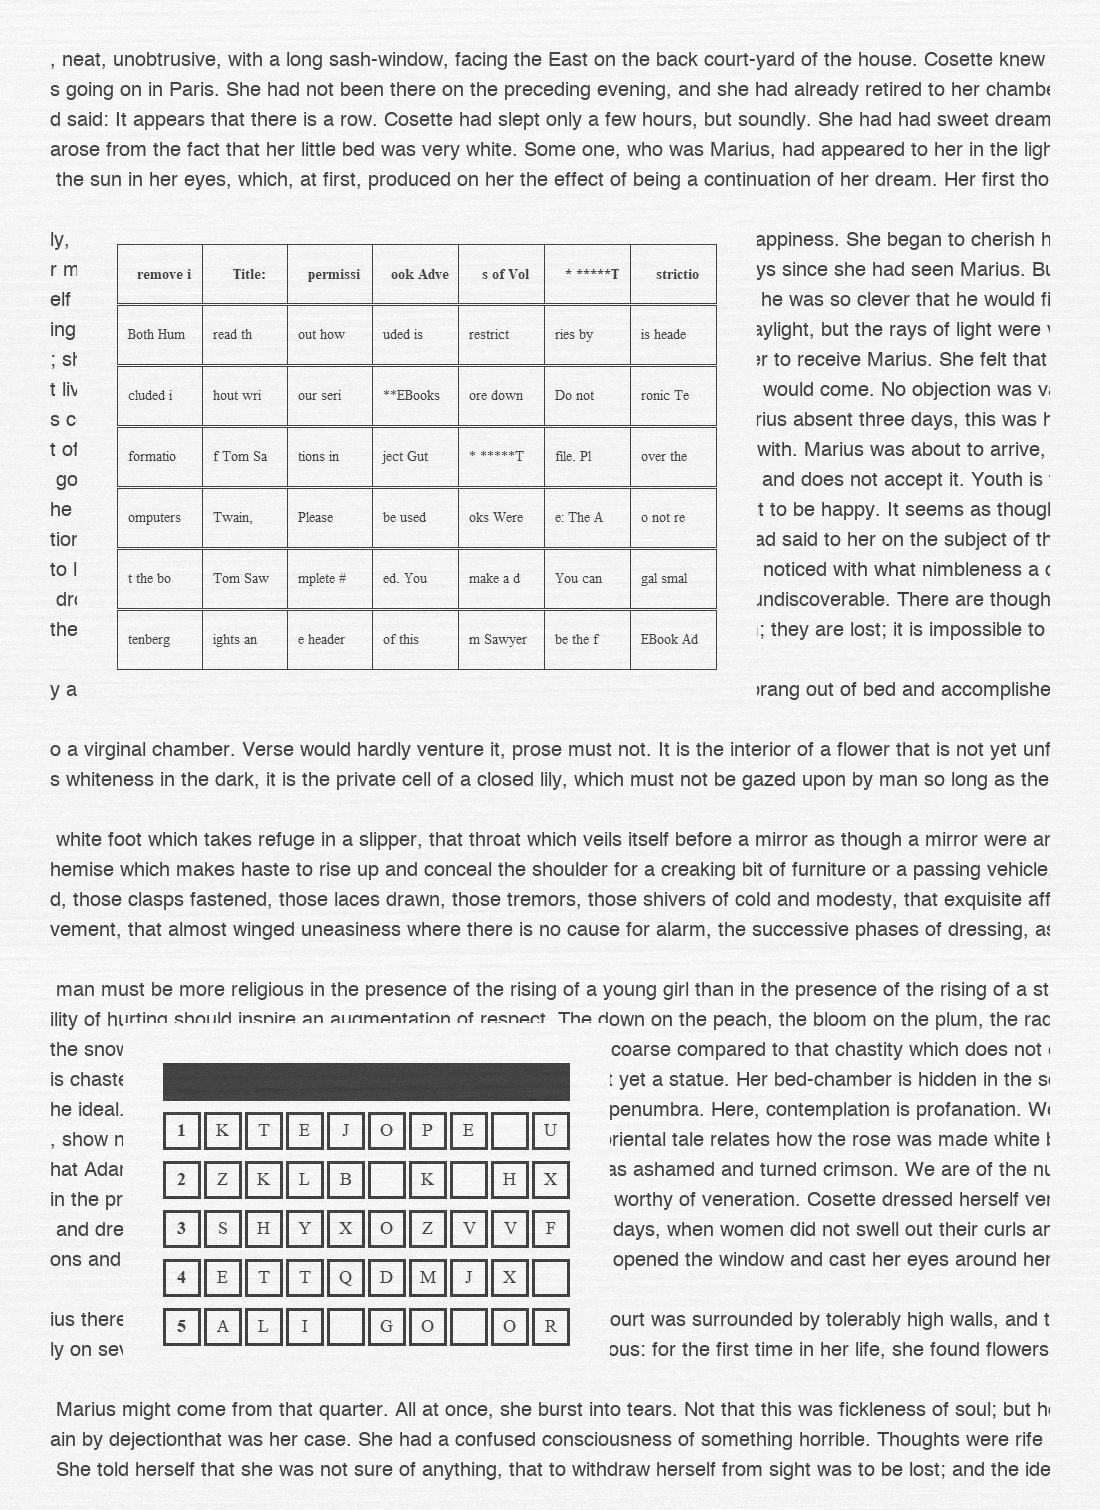 , neat, unobtrusive, with a long sash-window, facing the East on the back court-yard of the house. Cosette knew
s going on in Paris. She had not been there on the preceding evening, and she had already retired to her chambe
d said: It appears that there is a row. Cosette had slept only a few hours, but soundly. She had had sweet dream
arose from the fact that her little bed was very white. Some one, who was Marius, had appeared to her in the ligh
the sun in her eyes, which, at first, produced on her the effect of being a continuation of her dream. Her first tho
ly, appiness. She began to cherish h
r m ys since she had seen Marius. Bu
elf he was so clever that he would fi
ing aylight, but the rays of light were
; sh er to receive Marius. She felt that
t liv would come. No objection was va
s c rius absent three days, this was h
t of with. Marius was about to arrive,
go and does not accept it. Youth is
he t to be happy. It seems as though
tion ad said to her on the subject of th
to l noticed with what nimbleness a c
dr undiscoverable. There are though
the ; they are lost; it is impossible to
y a prang out of bed and accomplishe
remove i Title: permissi ook Adve s of Vol * *****T strictio
Both Hum read th out how uded is restrict ries by is heade
cluded i hout wri our seri **EBooks ore down Do not ronic Te
formatio f Tom Sa tions in ject Gut * *****T file. Pl over the
omputers Twain, Please be used oks Were e: The A o not re
t the bo Tom Saw mplete # ed. You make a d You can gal smal
tenberg ights an e header of this m Sawyer be the f EBook Ad
o a virginal chamber. Verse would hardly venture it, prose must not. It is the interior of a flower that is not yet unf
s whiteness in the dark, it is the private cell of a closed lily, which must not be gazed upon by man so long as the
white foot which takes refuge in a slipper, that throat which veils itself before a mirror as though a mirror were an
hemise which makes haste to rise up and conceal the shoulder for a creaking bit of furniture or a passing vehicle,
d, those clasps fastened, those laces drawn, those tremors, those shivers of cold and modesty, that exquisite aff
vement, that almost winged uneasiness where there is no cause for alarm, the successive phases of dressing, as
man must be more religious in the presence of the rising of a young girl than in the presence of the rising of a st
ility of hurting should inspire an augmentation of respect. The down on the peach, the bloom on the plum, the rad
the snow coarse compared to that chastity which does not
is chaste t yet a statue. Her bed-chamber is hidden in the s
he ideal. penumbra. Here, contemplation is profanation. We
, show n oriental tale relates how the rose was made white b
hat Adam as ashamed and turned crimson. We are of the nu
in the pr worthy of veneration. Cosette dressed herself ver
and dre days, when women did not swell out their curls an
ons and opened the window and cast her eyes around her
ius there ourt was surrounded by tolerably high walls, and t
ly on sev ous: for the first time in her life, she found flowers
1 K T E J O P E U
2 Z K L B K H X
3 S H Y X O Z V V F
4 E T T Q D M J X
5 A L I G O O R
Marius might come from that quarter. All at once, she burst into tears. Not that this was fickleness of soul; but he
ain by dejectionthat was her case. She had a confused consciousness of something horrible. Thoughts were rife
She told herself that she was not sure of anything, that to withdraw herself from sight was to be lost; and the ide